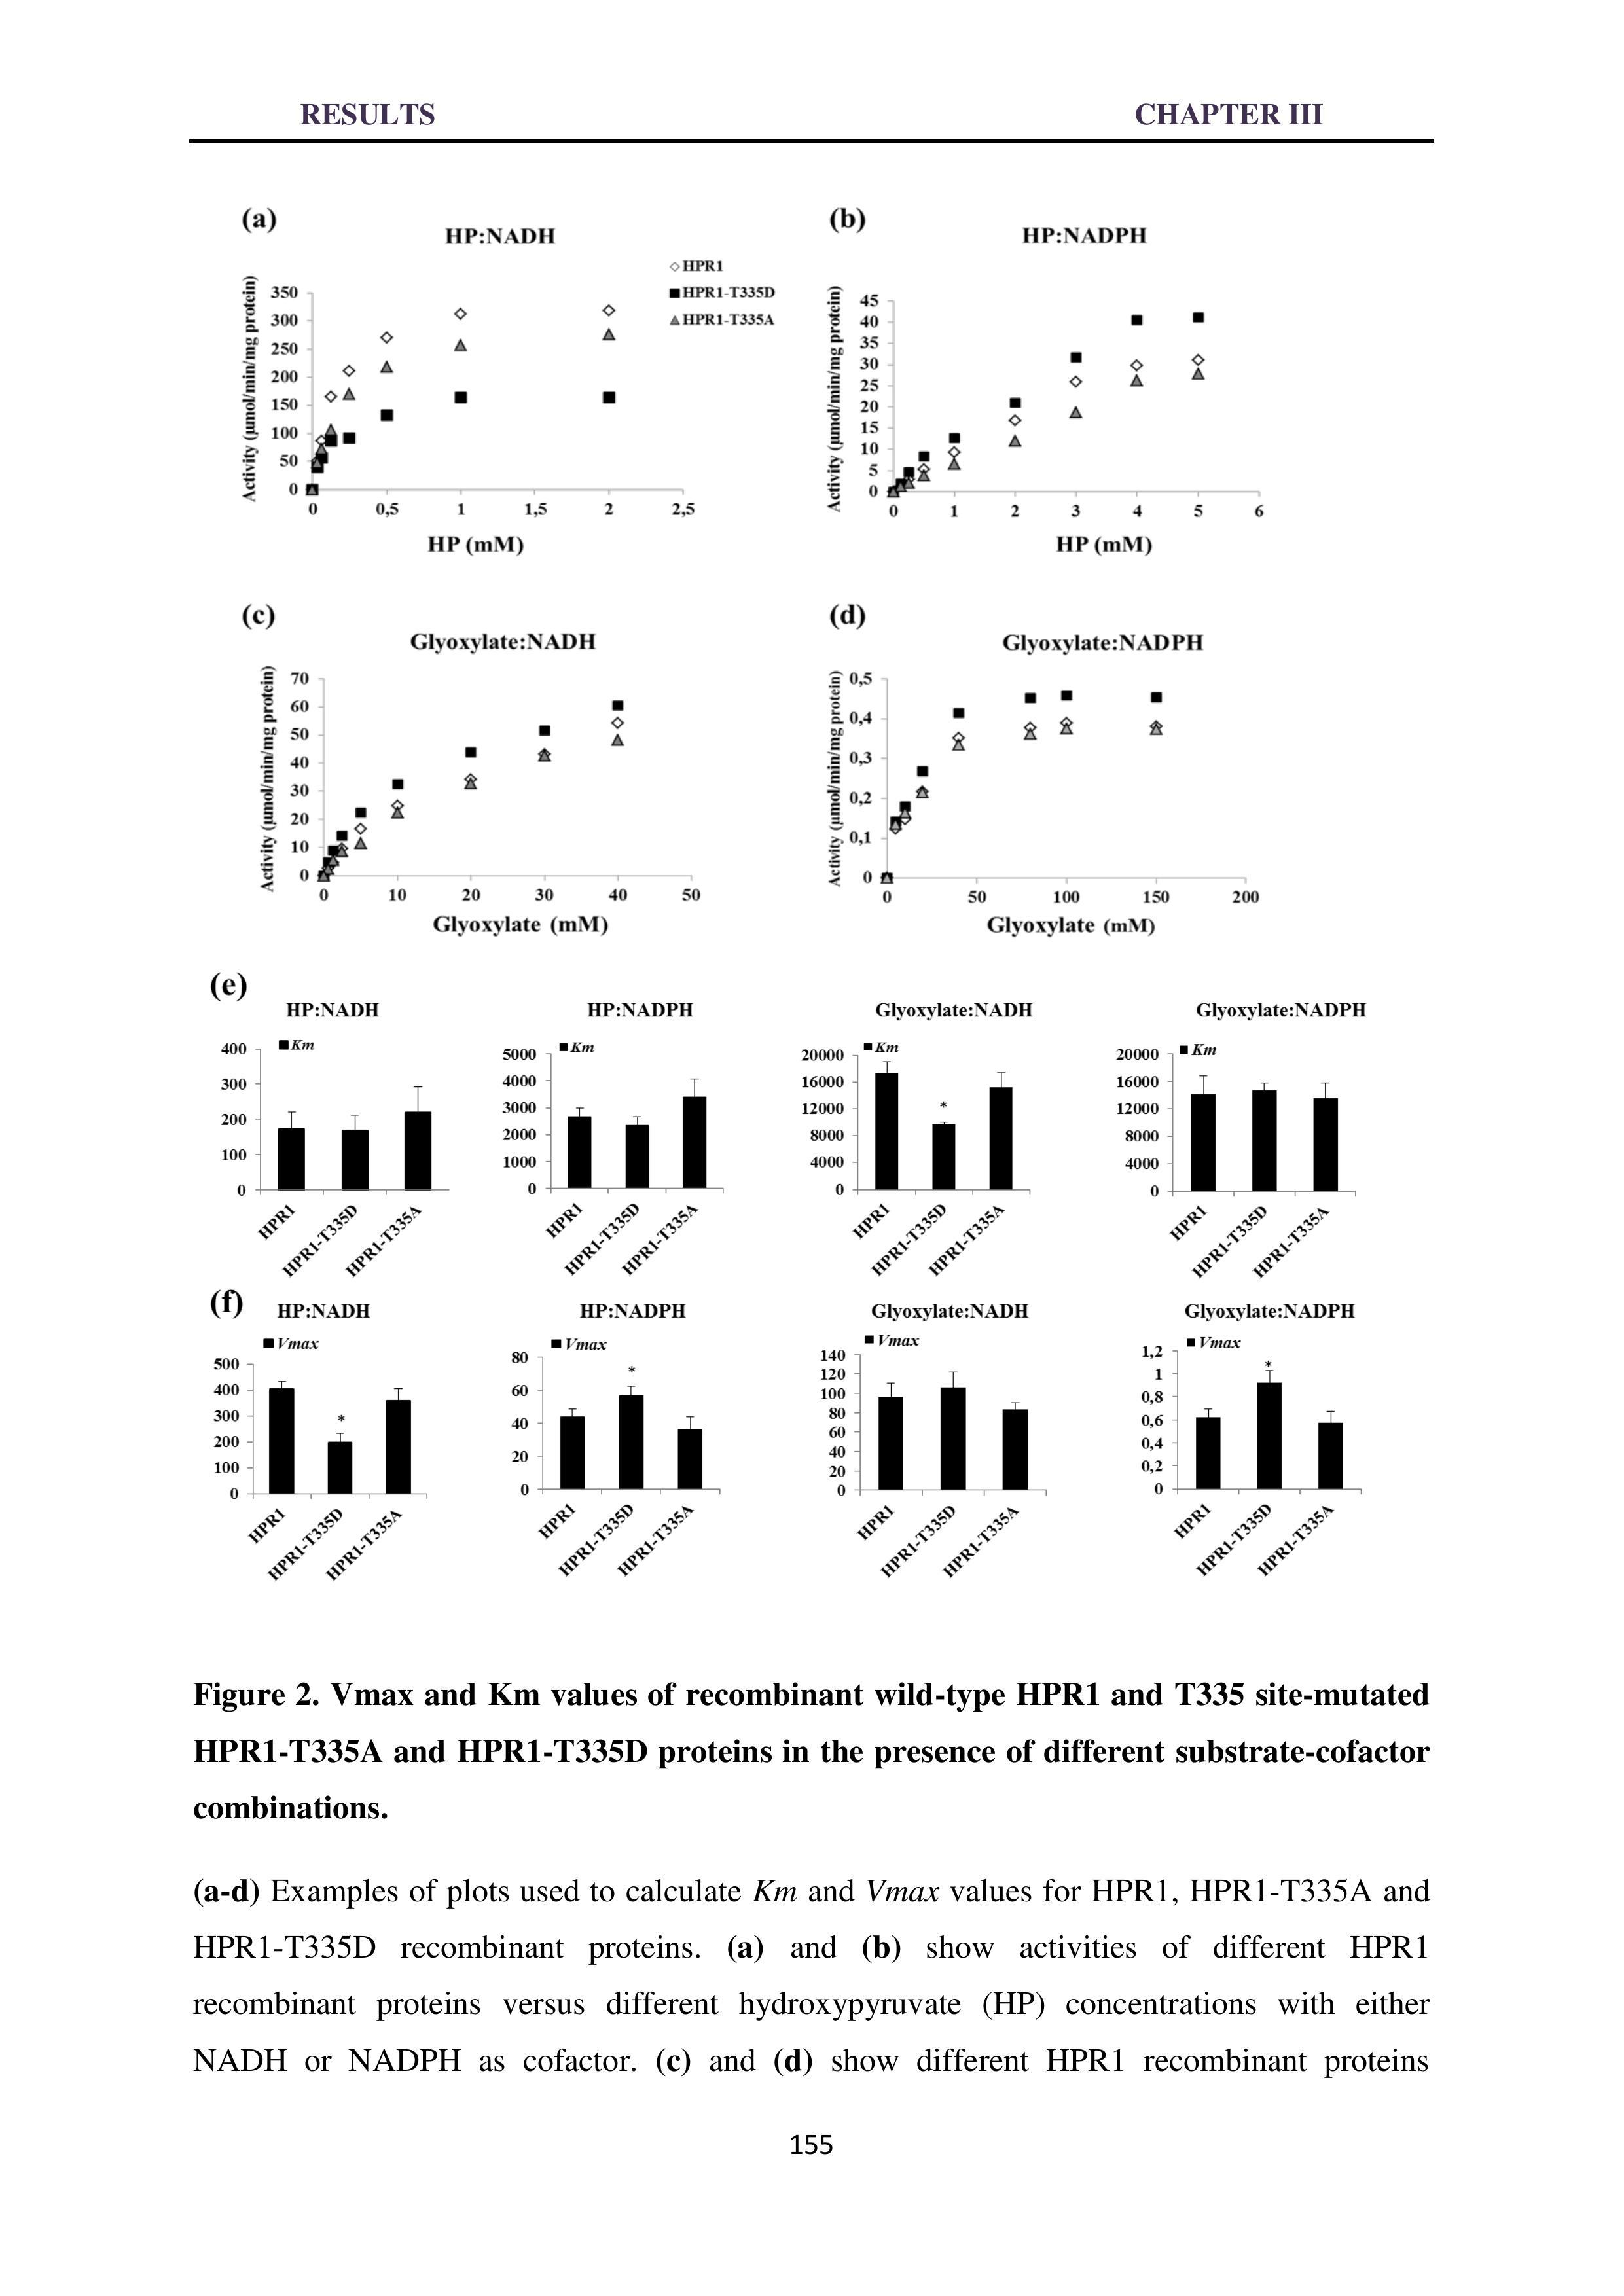 RESULTS CHAPTER III
(a) (b)
HP:NADH HP:NADPH
HPR1
HPR1-T335D
HPR1-T335A
Activity (µmol/min/mg protein)
350
300
250
200
150
100
50
0
0 0,5 1 1,5 2 2,5
HP (mM)
Activity (µmol/min/mg protein)
45
40
35
30
25
20
15
10
5
0
0 1 2 3 4 5 6
HP (mM)
(c) (d)
Glyoxylate:NADH Glyoxylate:NADPH
Activity (µmol/min/mg protein)
70
60
50
40
30
20
10
0
0 10 20 30 40 50
Glyoxylate (mM)
Activity (µmol/min/mg protein)
0,5
0,4
0,3
0,2
0,1
0
0 50 100 150 200
Glyoxylate (mM)
(e)
HP:NADH HP:NADPH Glyoxylate:NADH Glyoxylate:NADPH
Km
400
300
200
100
0
HPR1 HPR1-T335D HPR1-T335A
Km
5000
4000
3000
2000
1000
0
HPR1 HPR1-T335D HPR1-T335A
Km
20000
16000
12000
8000
4000
0
*
HPR1 HPR1-T335D HPR1-T335A
Km
20000
16000
12000
8000
4000
0
HPR1 HPR1-T335D HPR1-T335A
(f)
HP:NADH HP:NADPH Glyoxylate:NADH Glyoxylate:NADPH
Vmax
500
400
300
200
100
0
*
HPR1 HPR1-T335D HPR1-T335A
Vmax
80
60
40
20
0
*
HPR1 HPR1-T335D HPR1-T335A
Vmax
140
120
100
80
60
40
20
0
HPR1 HPR1-T335D HPR1-T335A
Vmax
1,2
1
0,8
0,6
0,4
0,2
0
*
HPR1 HPR1-T335D HPR1-T335A
Figure 2. Vmax and Km values of recombinant wild-type HPR1 and T335 site-mutated
HPR1-T335A and HPR1-T335D proteins in the presence of different substrate-cofactor
combinations.
(a-d) Examples of plots used to calculate Km and Vmax values for HPR1, HPR1-T335A and
HPR1-T335D recombinant proteins. (a) and (b) show activities of different HPR1
recombinant proteins versus different hydroxypyruvate (HP) concentrations with either
NADH or NADPH as cofactor. (c) and (d) show different HPR1 recombinant proteins
155